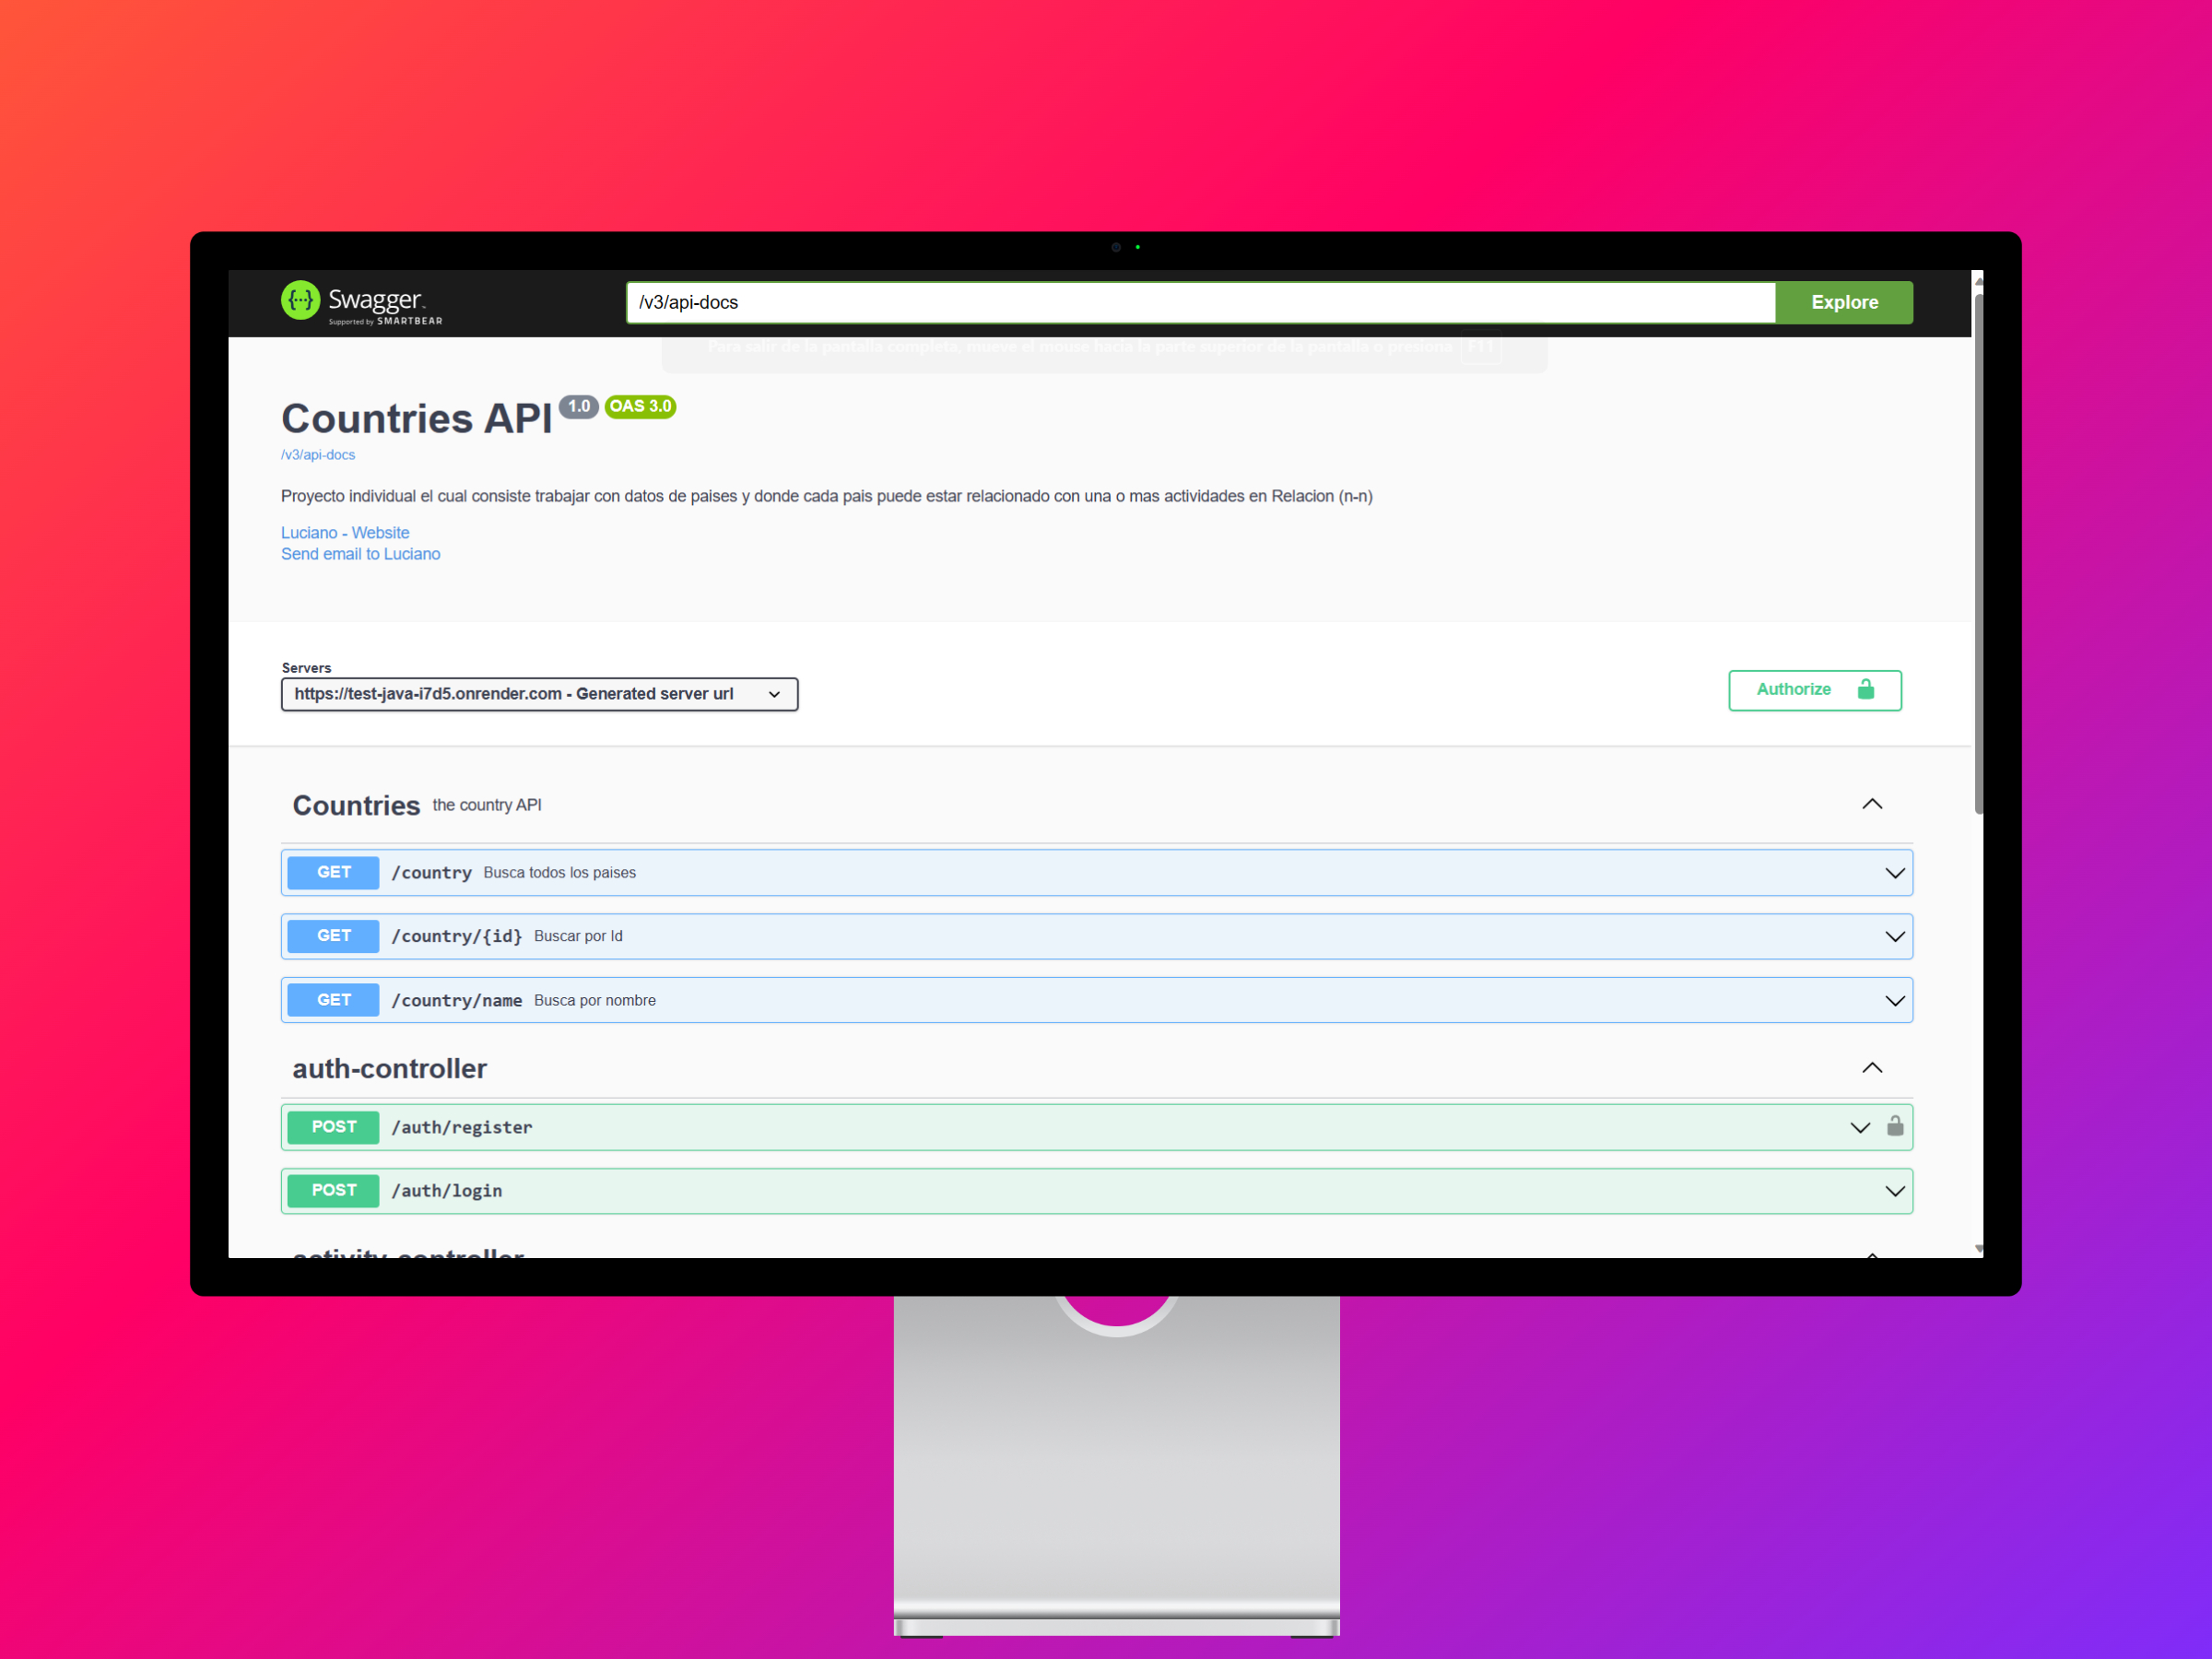 Swagger
Supported by SMARTBEAR
/v3/api-docs
Explore
Para salir de la pantalla completa, mueve el mouse hacia la parte superior de la pantalla o presiona F11
Countries API 1.0 OAS 3.0
/v3/api-docs
Proyecto individual el cual consiste trabajar con datos de paises y donde cada pais puede estar relacionado con una o mas actividades en Relacion (n-n)
Luciano - Website
Send email to Luciano
Servers
https://test-java-i7d5.onrender.com - Generated server url
Authorize
Countries the country API
GET /country Busca todos los paises
GET /country/{id} Buscar por Id
GET /country/name Busca por nombre
auth-controller
POST /auth/register
POST /auth/login
activity-controller